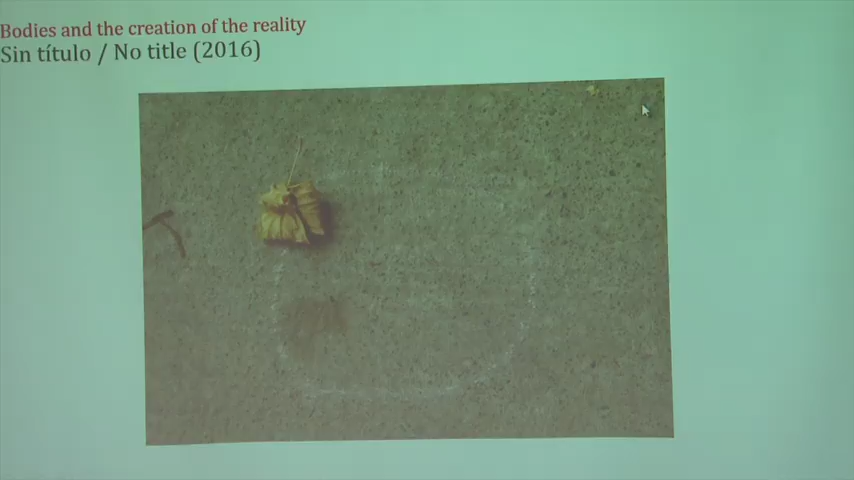 Bodies and the creation of the reality
Sin título / No title (2016)